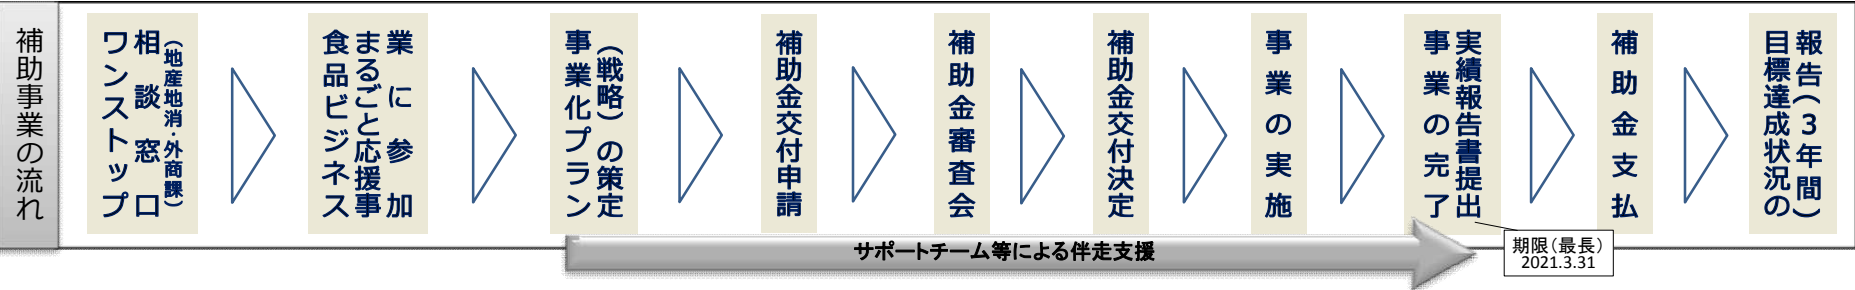 補助事業の流れ
ワンストップ
相談窓口
（地産地消・外商課）
食品ビジネス
まるごと応援事
業に参加
事業化プラン
（戦略）の策定
補助金交付申請
補助金審査会
補助金交付決定
事業の実施
事業の完了
実績報告書提出
補助金支払
目標達成状況の
報告（3年間）
サポートチーム等による伴走支援
期限（最長）
2021.3.31